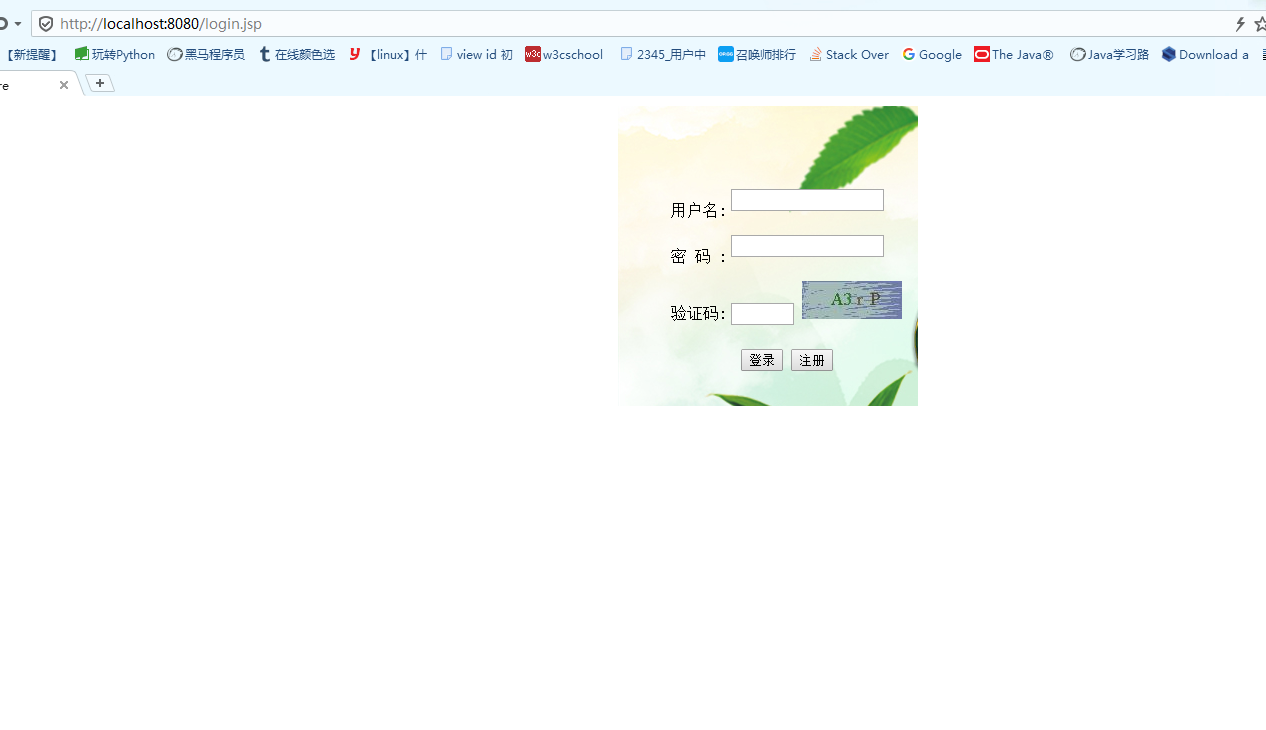 http://localhost:8080/login.jsp
【新提醒】 玩转Python 黑马程序员 在线颜色选 【linux】什 view id 初 w3cschool 2345_用户中 召唤师排行 Stack Over Google The Java® Java学习路 Download a
re
用户名:
密 码 :
验证码: A3 r P
登录 注册